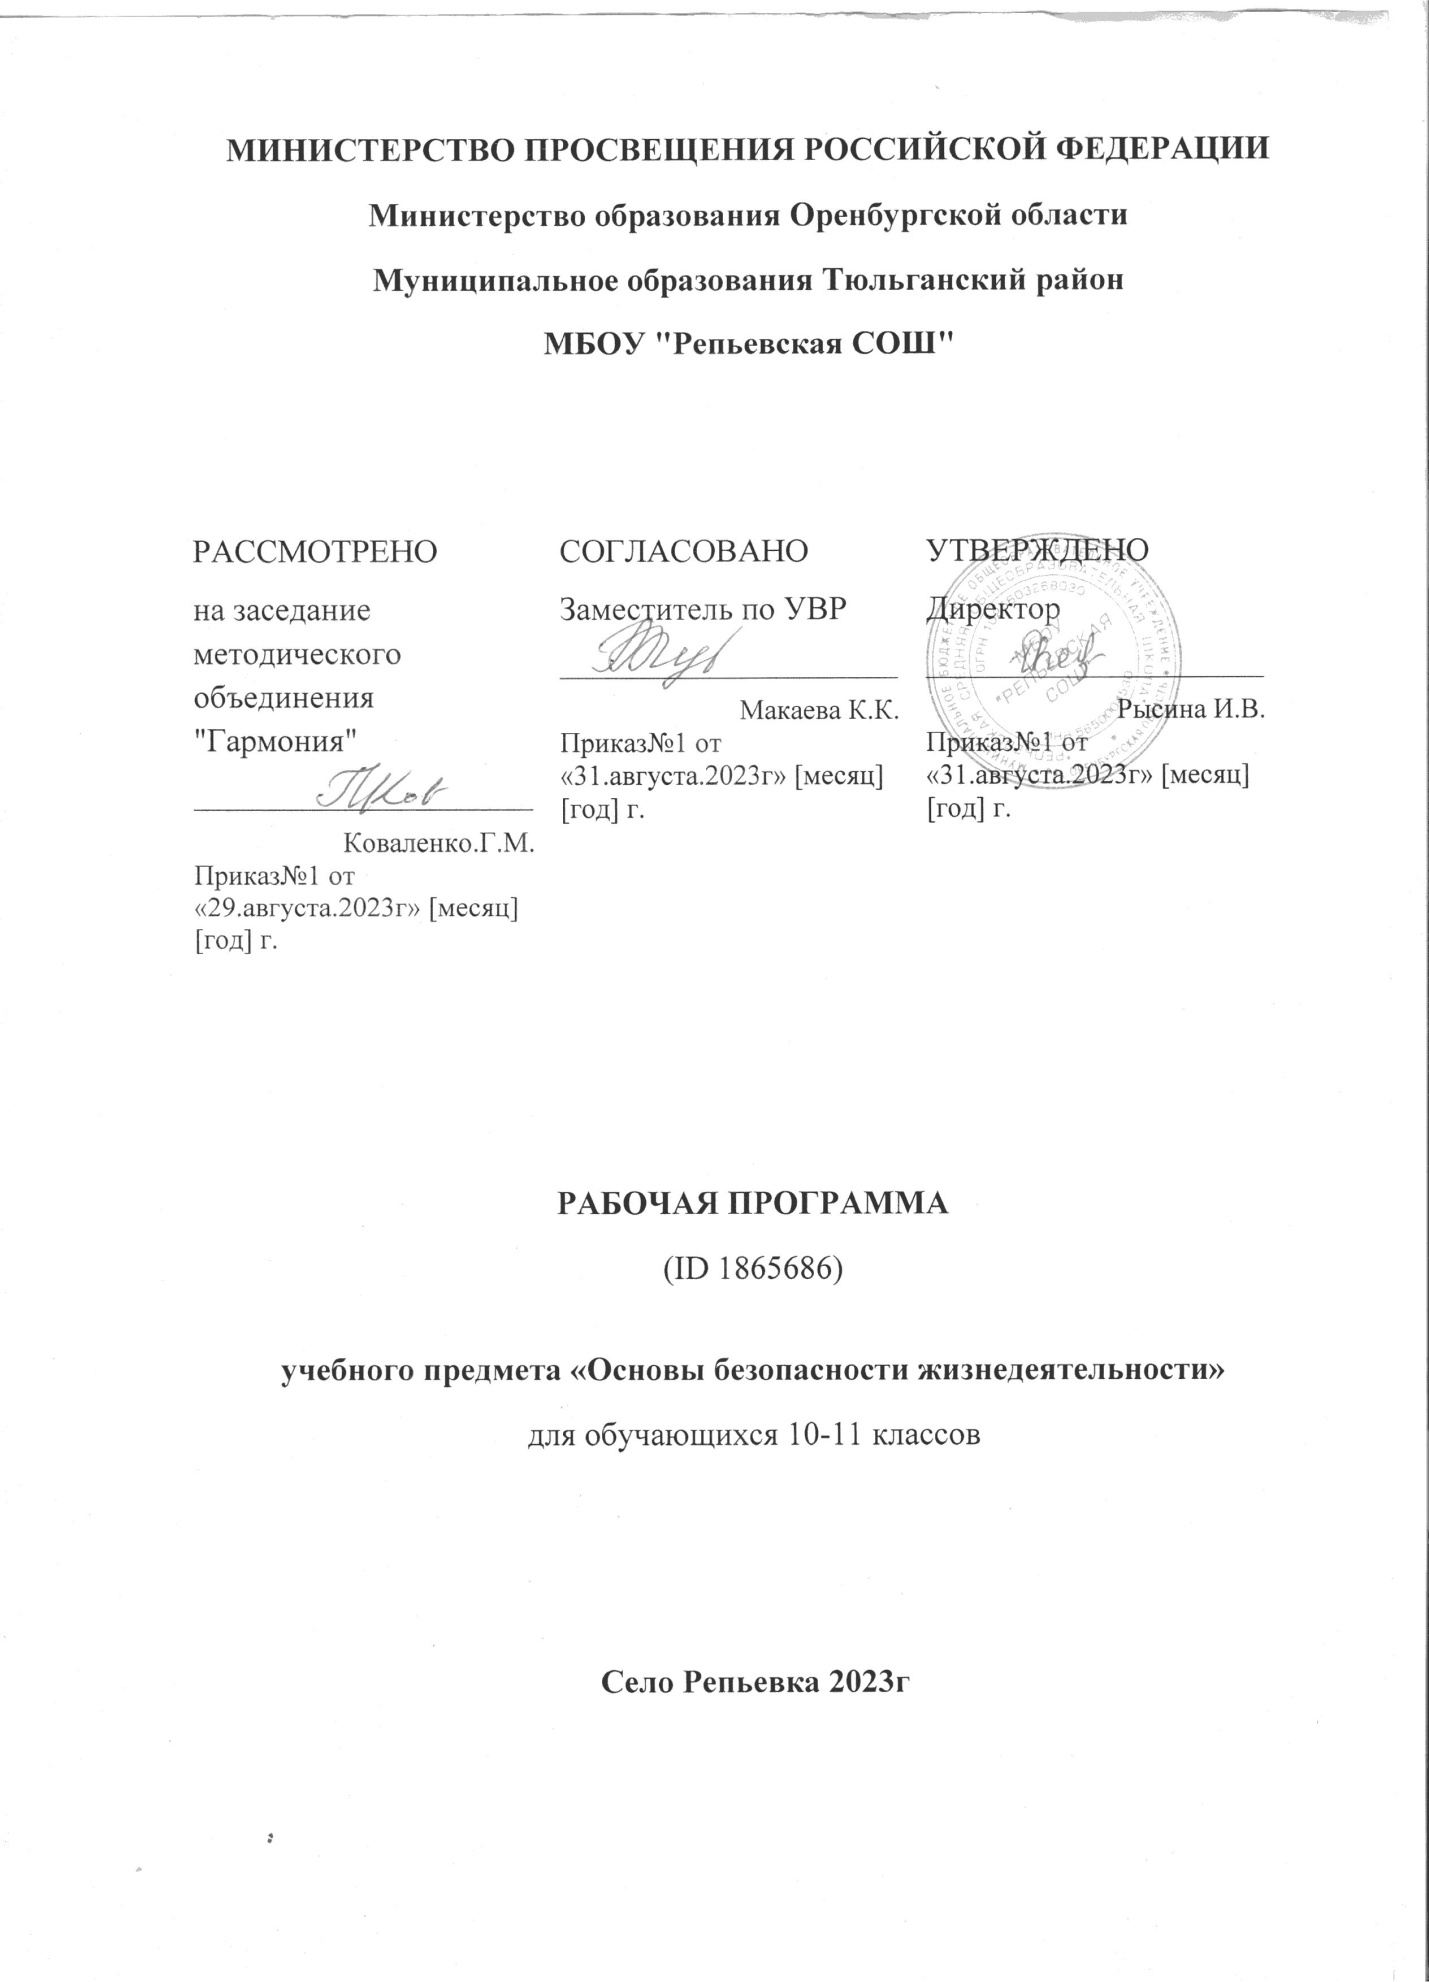 МИНИСТЕРСТВО ПРОСВЕЩЕНИЯ РОССИЙСКОЙ ФЕДЕРАЦИИ
Министерство образования Оренбургской области
Муниципальное образования Тюльганский район
МБОУ "Репьевская СОШ"
РАССМОТРЕНО
на заседание
методического
объединения
"Гармония"
Коваленко.Г.М.
Приказ№1 от
«29.августа.2023г» [месяц]
[год] г.
СОГЛАСОВАНО
Заместитель по УВР
Макаева К.К.
Приказ№1 от
«31.августа.2023г» [месяц]
[год] г.
УТВЕРЖДЕНО
Директор
Рысина И.В.
Приказ№1 от
«31.августа.2023г» [месяц]
[год] г.
МБОУ
"РЕПЬЕВСКАЯ
СОШ"
РАБОЧАЯ ПРОГРАММА
(ID 1865686)
учебного предмета «Основы безопасности жизнедеятельности»
для обучающихся 10-11 классов
Село Репьевка 2023г